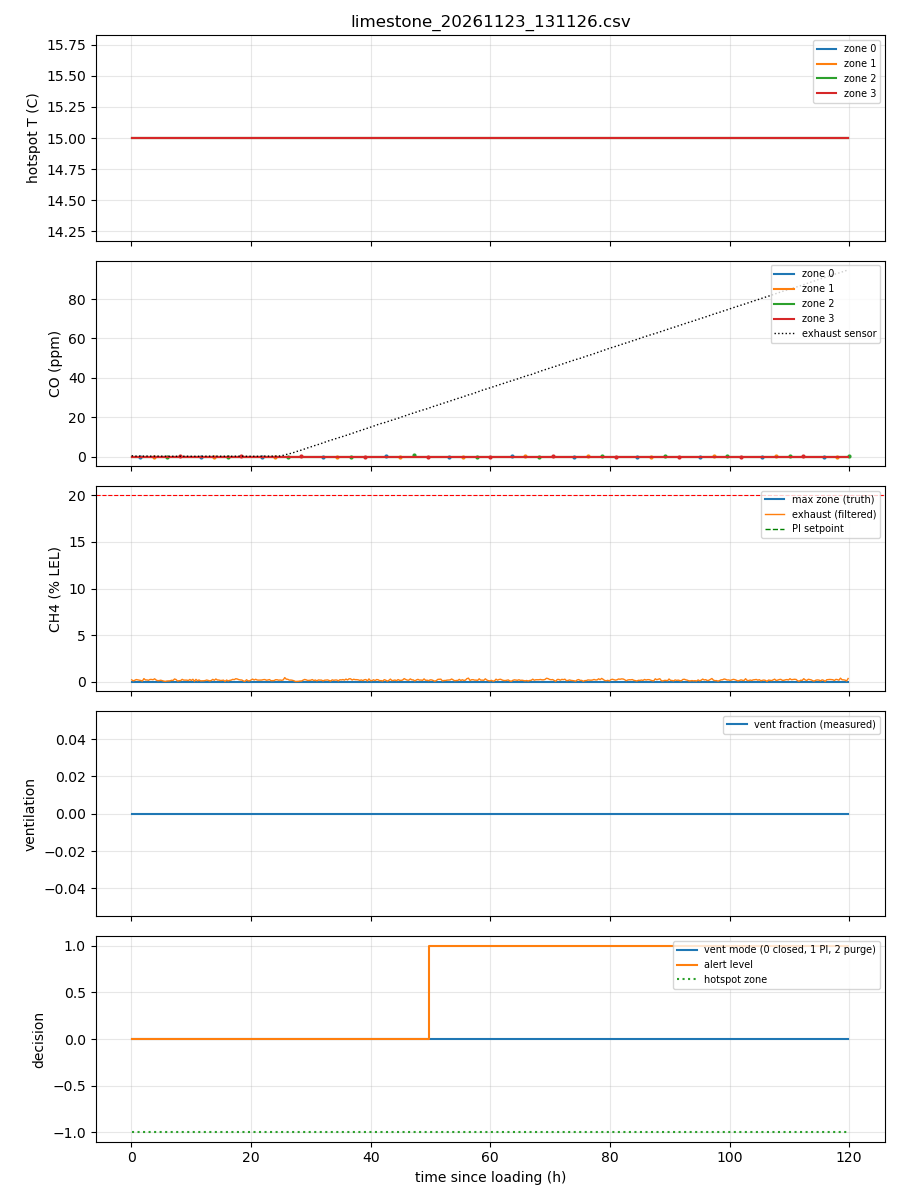 limestone_20261123_131126.csv
hotspot T (C)
15.75
15.50
15.25
15.00
14.75
14.50
14.25
zone 0
zone 1
zone 2
zone 3
CO (ppm)
80
60
40
20
0
zone 0
zone 1
zone 2
zone 3
exhaust sensor
CH4 (% LEL)
20
15
10
5
0
max zone (truth)
exhaust (filtered)
PI setpoint
ventilation
0.04
0.02
0.00
−0.02
−0.04
vent fraction (measured)
decision
1.0
0.5
0.0
−0.5
−1.0
vent mode (0 closed, 1 PI, 2 purge)
alert level
hotspot zone
0 20 40 60 80 100 120
time since loading (h)